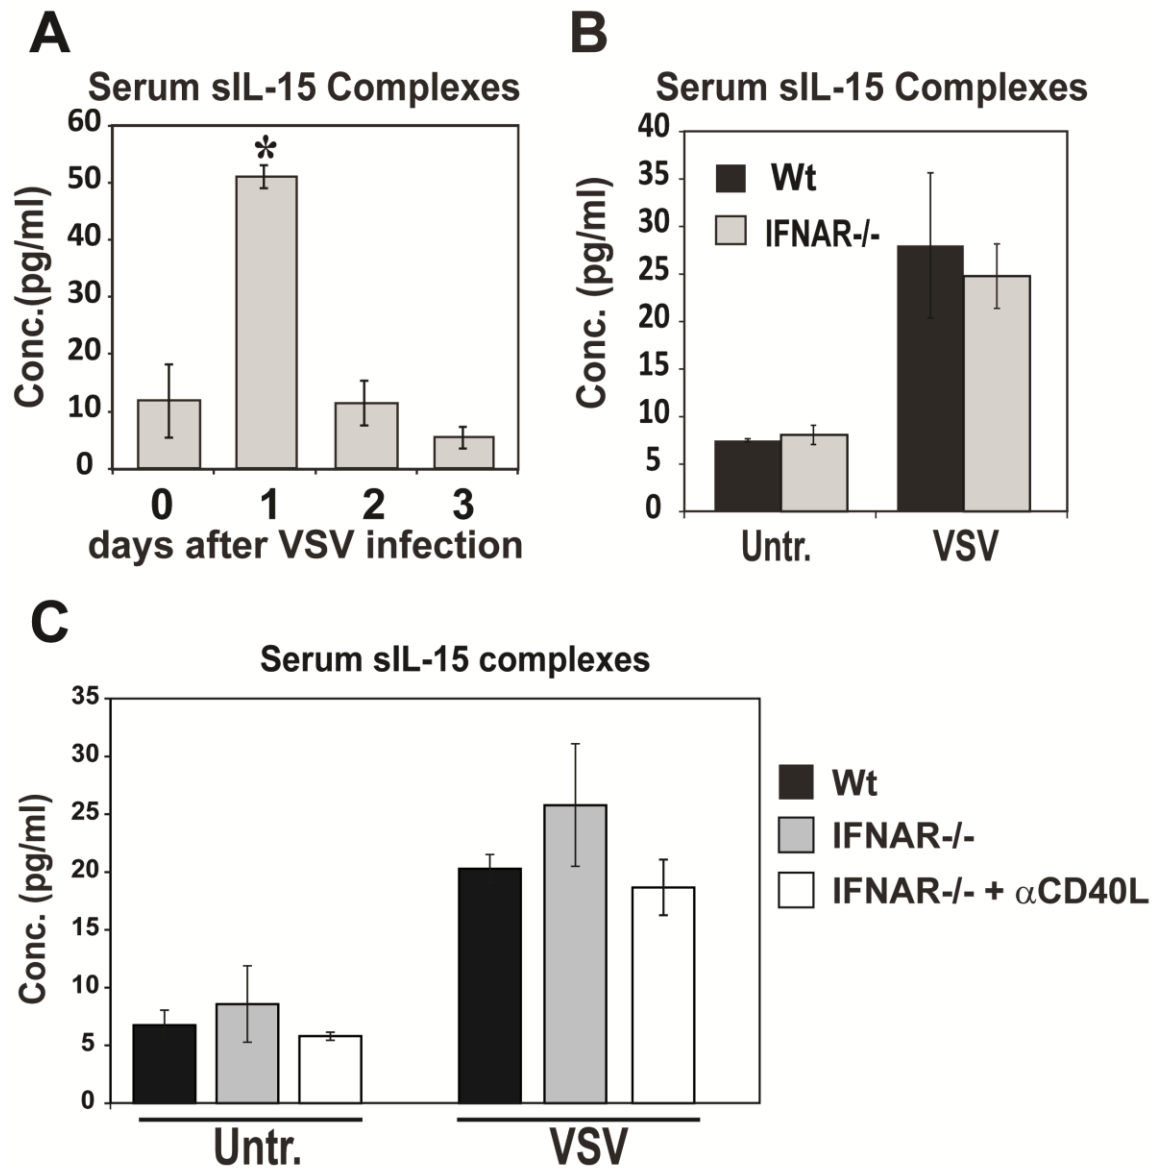 A
Serum sIL-15 Complexes
60
50
40
30
20
10
0
Conc.(pg/ml)
*
0 1 2 3
days after VSV infection
B
Serum sIL-15 Complexes
40
35
30
25
20
15
10
5
0
Conc. (pg/ml)
Wt
IFNAR-/-
Untr. VSV
C
Serum sIL-15 complexes
35
30
25
20
15
10
5
0
Conc. (pg/ml)
Wt
IFNAR-/-
IFNAR-/- + αCD40L
Untr. VSV